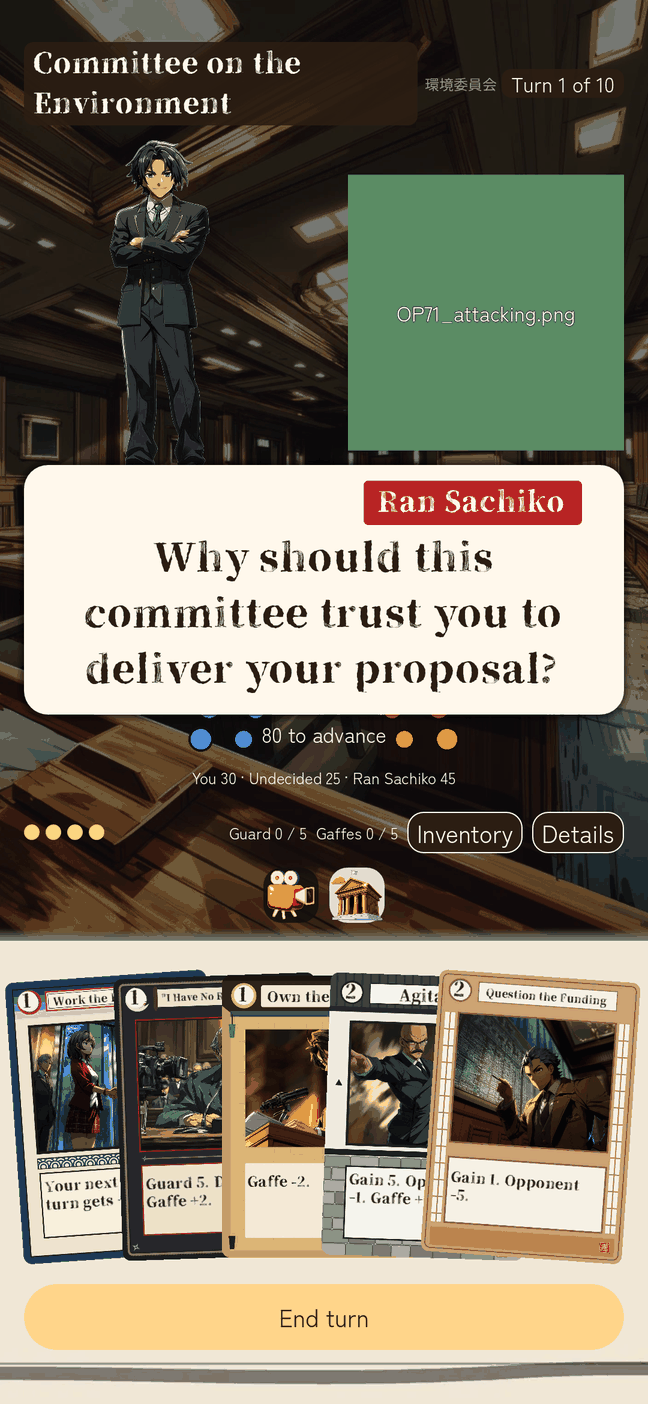 Committee on the
Environment
環境委員会
Turn 1 of 10
OP71_attacking.png
Ran Sachiko
Why should this
committee trust you to
deliver your proposal?
80 to advance
You 30 · Undecided 25 · Ran Sachiko 45
Guard 0 / 5 Gaffes 0 / 5
Inventory
Details
1 Work the
1 "I Have No
1 Own the
2
2 Question the Funding
Your next
turn gets
Guard 5.
Gaffe +2.
Gaffe -2.
Gain 5.
-1. Gaffe +
Gain 1. Opponent
-5.
End turn